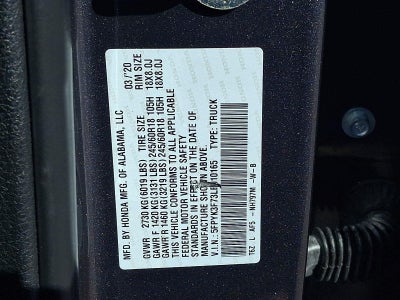 MFD. BY HONDA MFG OF ALABAMA, LLC 03/'20
TIRE SIZE RIM SIZE
GVWR 2730 KG(6019 LBS)
GAWR F 1420 KG(3131 LBS) 245/60R18 105H 18X8.0J
GAWR R 1460 KG(3219 LBS) 245/60R18 105H 18X8.0J
THIS VEHICLE CONFORMS TO ALL APPLICABLE
FEDERAL MOTOR VEHICLE SAFETY
STANDARDS IN EFFECT ON THE DATE OF
MANUFACTURE SHOWN ABOVE.
V.I.N: TYPE: TRUCK
T6Z L